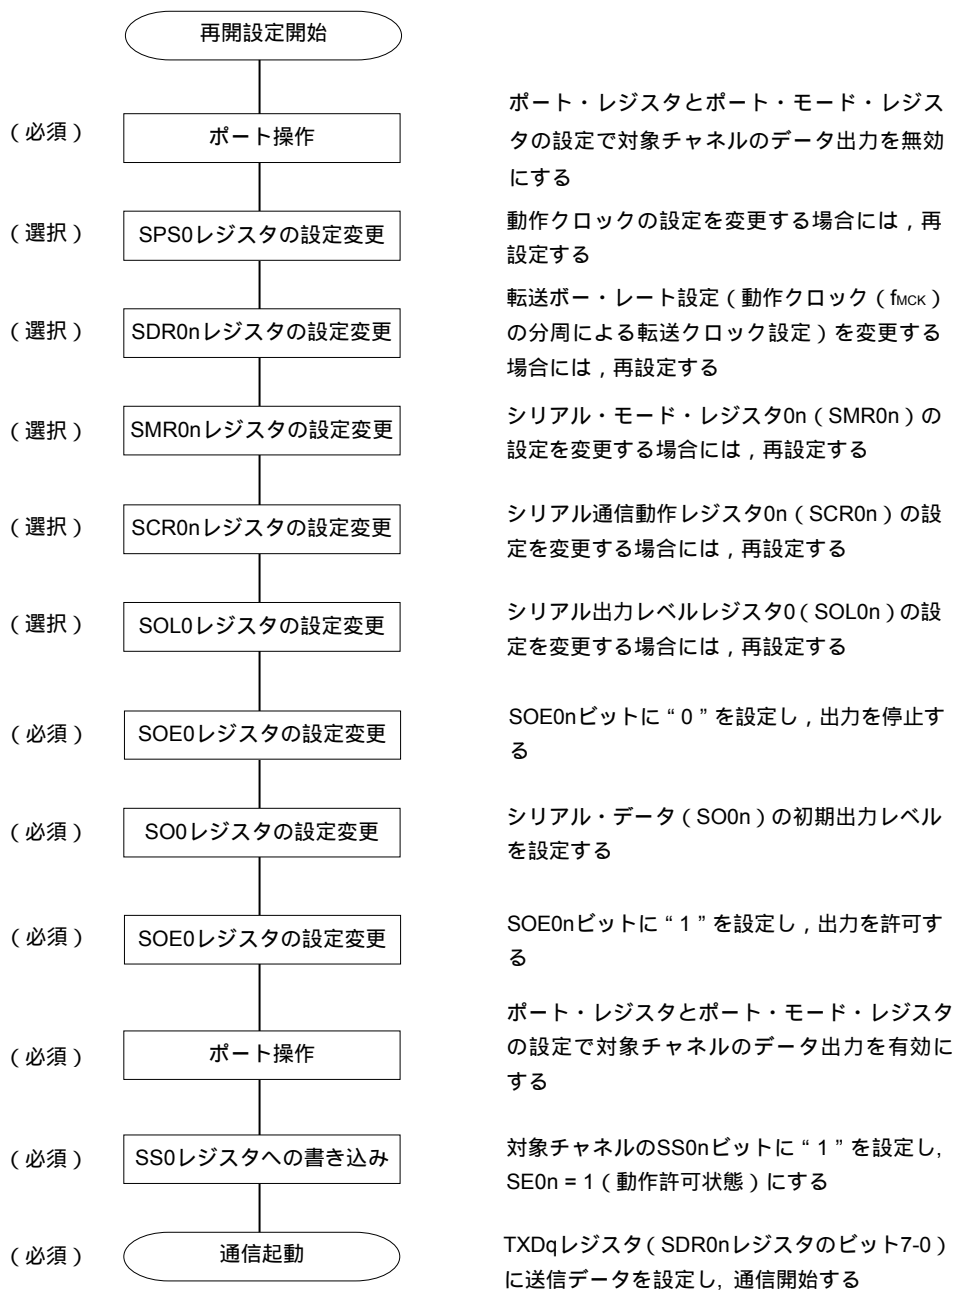 再開設定開始
(必須)
ポート操作
ポート・レジスタとポート・モード・レジス
タの設定で対象チャネルのデータ出力を無効
にする
(選択)
SPS0レジスタの設定変更
動作クロックの設定を変更する場合には,再
設定する
(選択)
SDR0nレジスタの設定変更
転送ボー・レート設定(動作クロック(fMCK)
の分周による転送クロック設定)を変更する
場合には,再設定する
(選択)
SMR0nレジスタの設定変更
シリアル・モード・レジスタ0n(SMR0n)の
設定を変更する場合には,再設定する
(選択)
SCR0nレジスタの設定変更
シリアル通信動作レジスタ0n(SCR0n)の設
定を変更する場合には,再設定する
(選択)
SOL0レジスタの設定変更
シリアル出力レベルレジスタ0(SOL0n)の設
定を変更する場合には,再設定する
(必須)
SOE0レジスタの設定変更
SOE0nビットに“0”を設定し,出力を停止す
る
(必須)
SO0レジスタの設定変更
シリアル・データ(SO0n)の初期出力レベル
を設定する
(必須)
SOE0レジスタの設定変更
SOE0nビットに“1”を設定し,出力を許可す
る
(必須)
ポート操作
ポート・レジスタとポート・モード・レジスタ
の設定で対象チャネルのデータ出力を有効に
する
(必須)
SS0レジスタへの書き込み
対象チャネルのSS0nビットに“1”を設定し,
SE0n = 1(動作許可状態)にする
(必須)
通信起動
TXDqレジスタ(SDR0nレジスタのビット7-0)
に送信データを設定し, 通信開始する